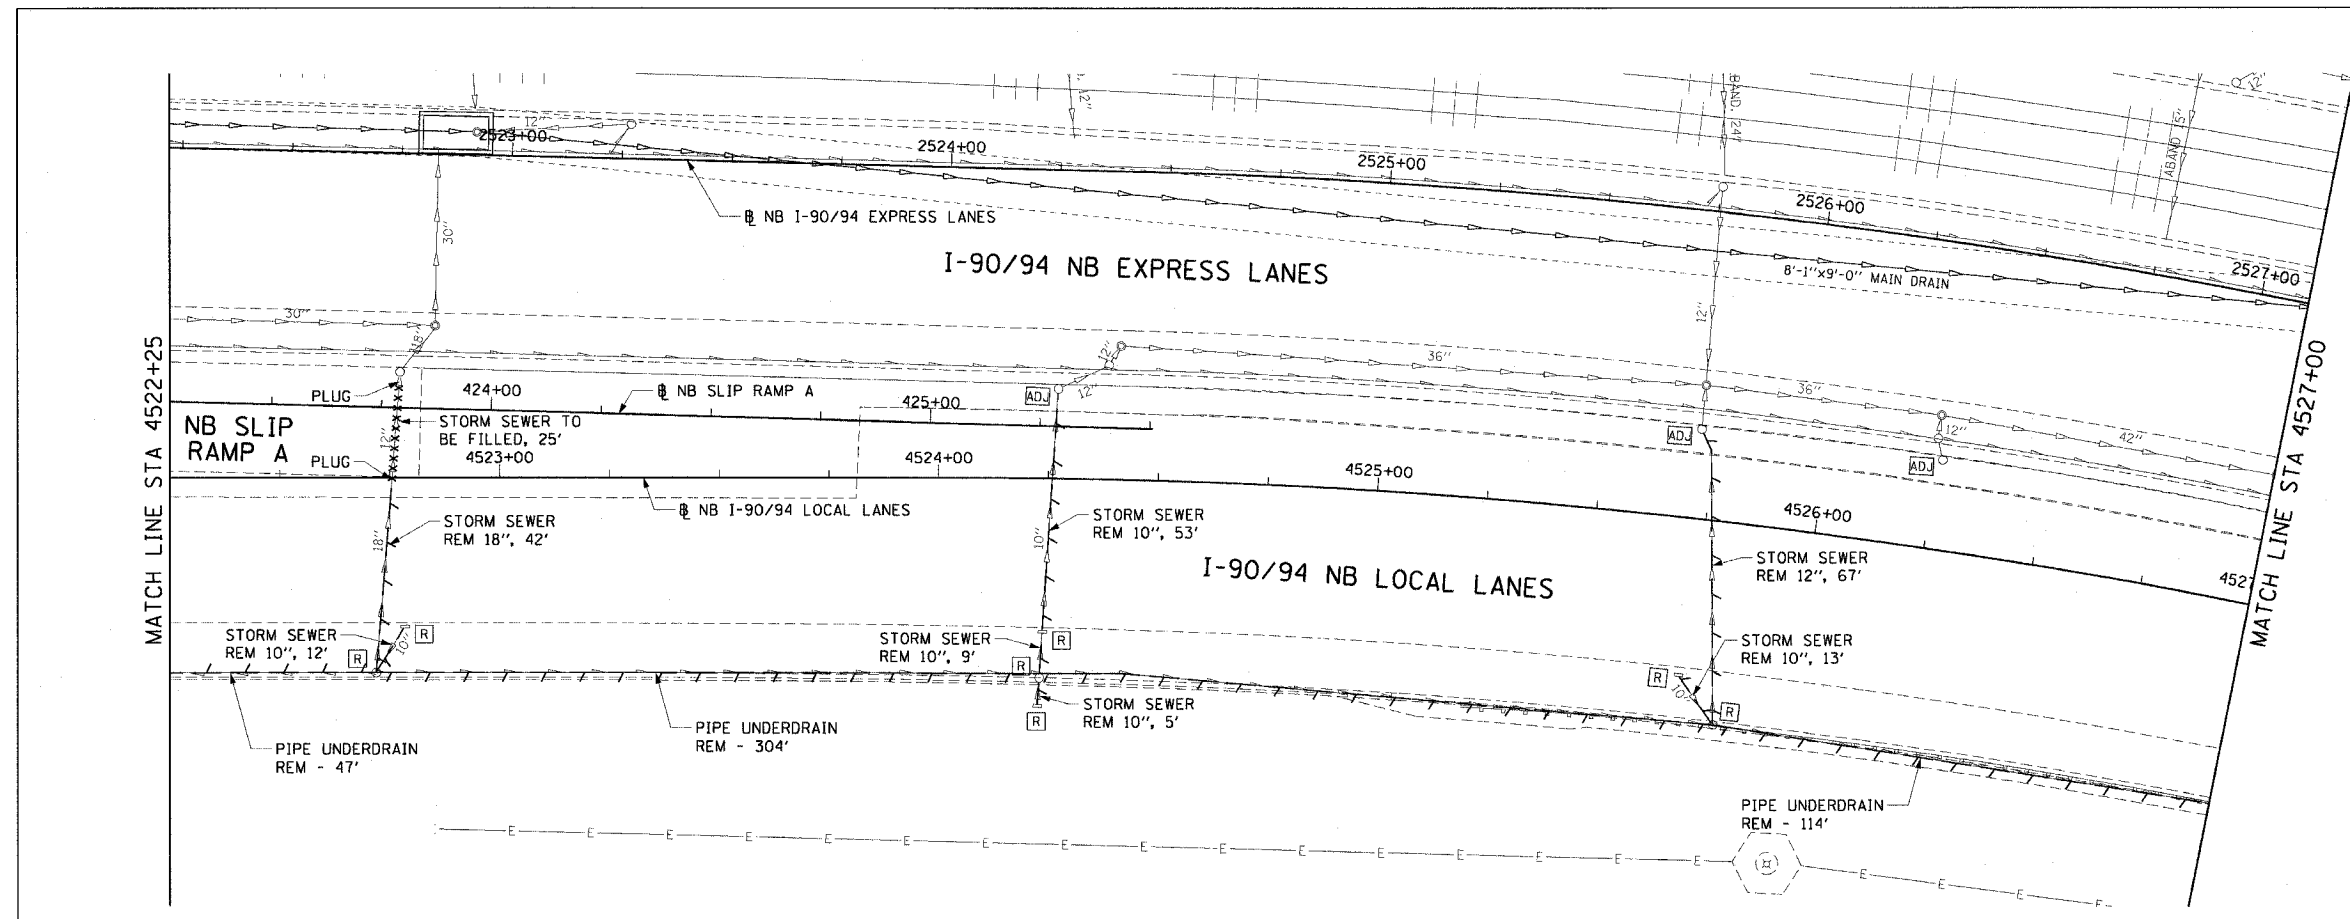 12"
ABAND 15"
12"
12"
2523+00
2524+00
2525+00
2526+00
2527+00
℄ NB I-90/94 EXPRESS LANES
30"
I-90/94 NB EXPRESS LANES
8'-1"x9'-0" MAIN DRAIN
12"
30"
18"
12"
12"
36"
36"
42"
12"
MATCH LINE STA 4522+25
MATCH LINE STA 4527+00
PLUG
424+00
℄ NB SLIP RAMP A
425+00
ADJ
ADJ
ADJ
NB SLIP
RAMP A
12"
STORM SEWER TO
BE FILLED, 25'
PLUG
4523+00
4524+00
4525+00
4526+00
4527
℄ NB I-90/94 LOCAL LANES
18"
STORM SEWER
REM 18", 42'
10"
STORM SEWER
REM 10", 53'
I-90/94 NB LOCAL LANES
STORM SEWER
REM 12", 67'
STORM SEWER
REM 10", 12'
10"
R
R
STORM SEWER
REM 10", 9'
R
R
R
STORM SEWER
REM 10", 5'
STORM SEWER
REM 10", 13'
10"
R
R
PIPE UNDERDRAIN
REM - 47'
PIPE UNDERDRAIN
REM - 304'
PIPE UNDERDRAIN
REM - 114'
E E E E E E E E E E E E E E E E E E E E